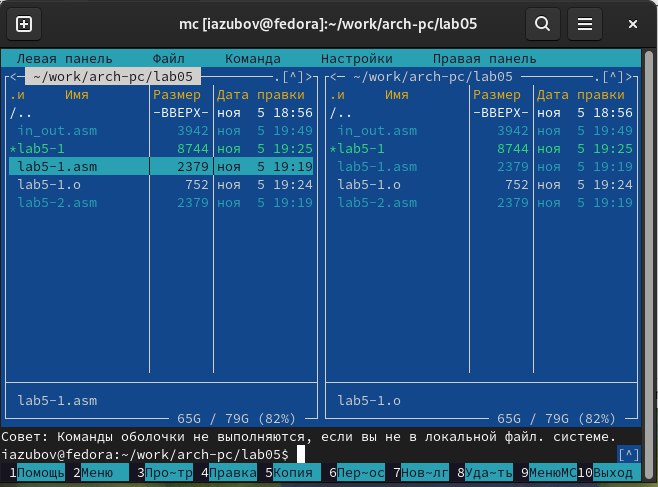 mc [iazubov@fedora]:~/work/arch-pc/lab05
Левая панель Файл Команда Настройки Правая панель
<— ~/work/arch-pc/lab05 —.[^]> <— ~/work/arch-pc/lab05 —.[^]>
.и Имя Размер Дата правки .и Имя Размер Дата правки
/.. -ВВЕРХ- ноя 5 18:56 /.. -ВВЕРХ- ноя 5 18:56
in_out.asm 3942 ноя 5 19:49 in_out.asm 3942 ноя 5 19:49
*lab5-1 8744 ноя 5 19:25 *lab5-1 8744 ноя 5 19:25
lab5-1.asm 2379 ноя 5 19:19 lab5-1.asm 2379 ноя 5 19:19
lab5-1.o 752 ноя 5 19:24 lab5-1.o 752 ноя 5 19:24
lab5-2.asm 2379 ноя 5 19:19 lab5-2.asm 2379 ноя 5 19:19
lab5-1.asm lab5-1.o
65G / 79G (82%) 65G / 79G (82%)
Совет: Команды оболочки не выполняются, если вы не в локальной файл. системе.
iazubov@fedora:~/work/arch-pc/lab05$ [^]
1Помощь 2Меню 3Про~тр 4Правка 5Копия 6Пер~ос 7Нов~лг 8Уда~ть 9МенюМС 10Выход